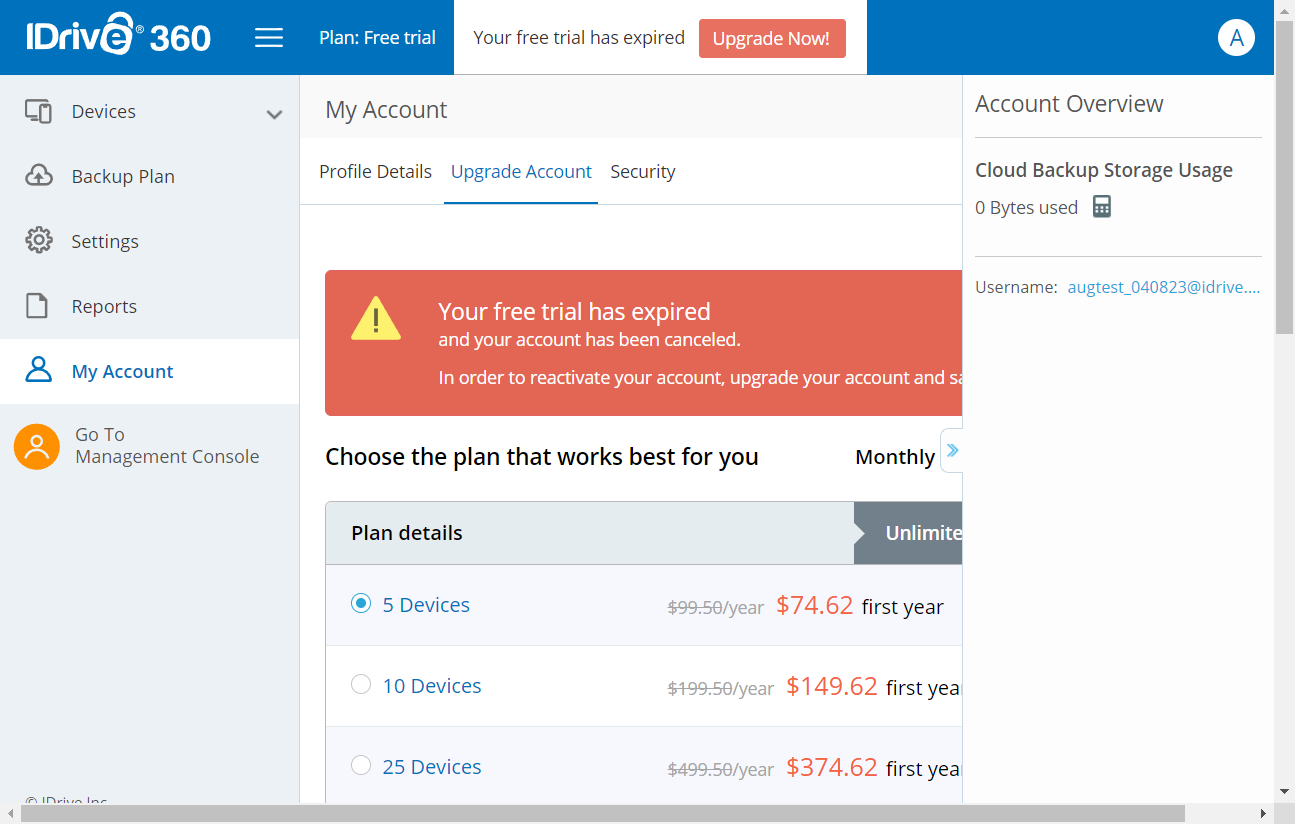 IDrive® 360
Plan: Free trial
Your free trial has expired
Upgrade Now!
A
Devices
Backup Plan
Settings
Reports
My Account
Go To
Management Console
© IDrive Inc.
My Account
Profile Details
Upgrade Account
Security
Your free trial has expired
and your account has been canceled.
In order to reactivate your account, upgrade your account and
Choose the plan that works best for you
Monthly
Plan details
Unlimite
5 Devices
$99.50/year $74.62 first year
10 Devices
$199.50/year $149.62 first yea
25 Devices
$499.50/year $374.62 first yea
Account Overview
Cloud Backup Storage Usage
0 Bytes used
Username: augtest_040823@idrive....